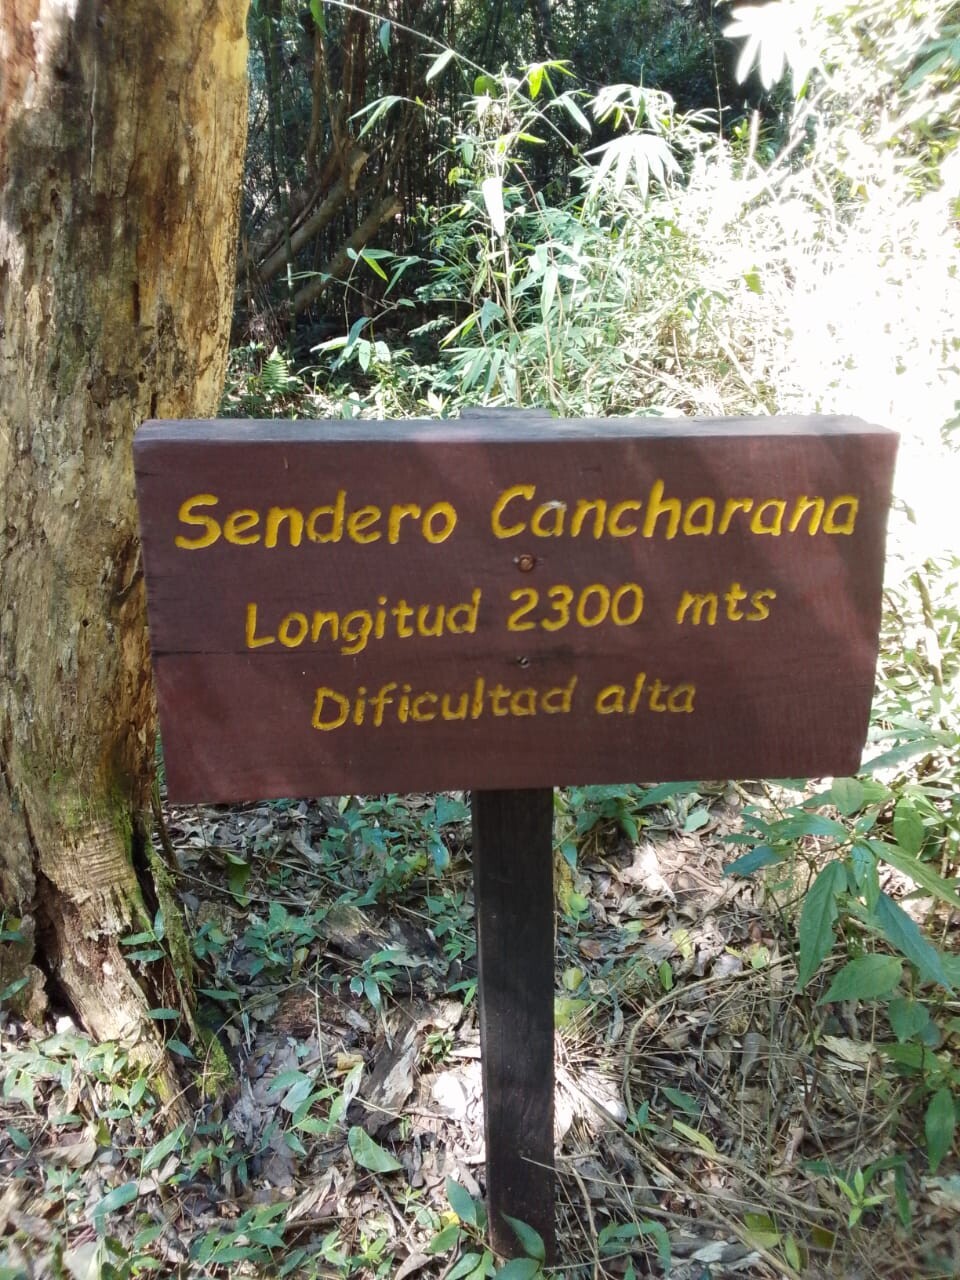 Sendero Cancharana
Longitud 2300 mts
Dificultad alta